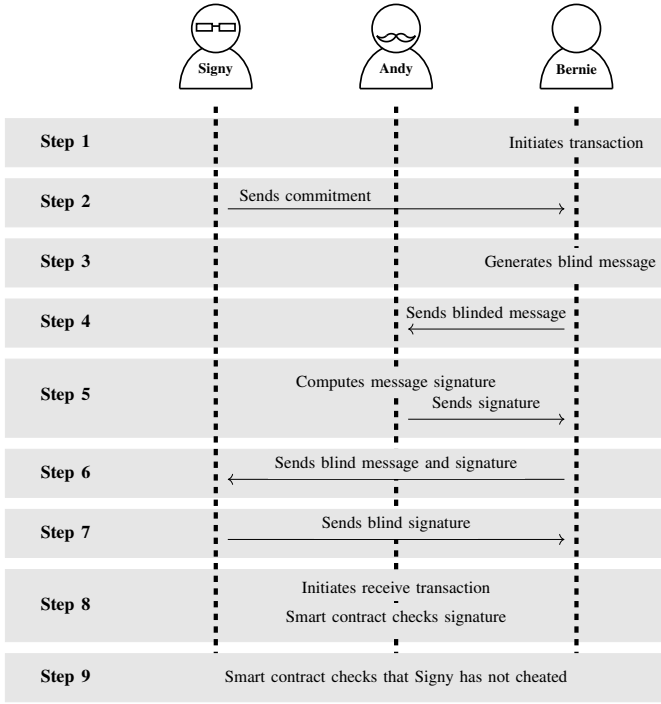 Signy Andy Bernie
Step 1 Initiates transaction
Step 2 Sends commitment
Step 3 Generates blind message
Step 4 Sends blinded message
Step 5 Computes message signature
Sends signature
Step 6 Sends blind message and signature
Step 7 Sends blind signature
Step 8 Initiates receive transaction
Smart contract checks signature
Step 9 Smart contract checks that Signy has not cheated